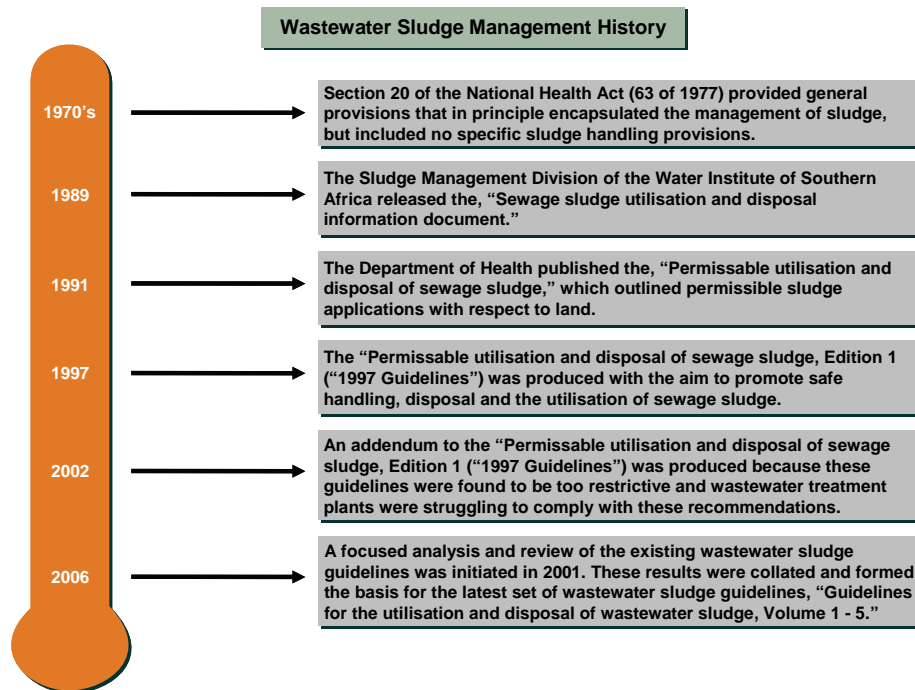 Wastewater Sludge Management History
1970's
Section 20 of the National Health Act (63 of 1977) provided general
provisions that in principle encapsulated the management of sludge,
but included no specific sludge handling provisions.
1989
The Sludge Management Division of the Water Institute of Southern
Africa released the, “Sewage sludge utilisation and disposal
information document.”
1991
The Department of Health published the, “Permissable utilisation and
disposal of sewage sludge,” which outlined permissible sludge
applications with respect to land.
1997
The “Permissable utilisation and disposal of sewage sludge, Edition 1
(“1997 Guidelines”) was produced with the aim to promote safe
handling, disposal and the utilisation of sewage sludge.
2002
An addendum to the “Permissable utilisation and disposal of sewage
sludge, Edition 1 (“1997 Guidelines”) was produced because these
guidelines were found to be too restrictive and wastewater treatment
plants were struggling to comply with these recommendations.
2006
A focused analysis and review of the existing wastewater sludge
guidelines was initiated in 2001. These results were collated and formed
the basis for the latest set of wastewater sludge guidelines, “Guidelines
for the utilisation and disposal of wastewater sludge, Volume 1 - 5.”